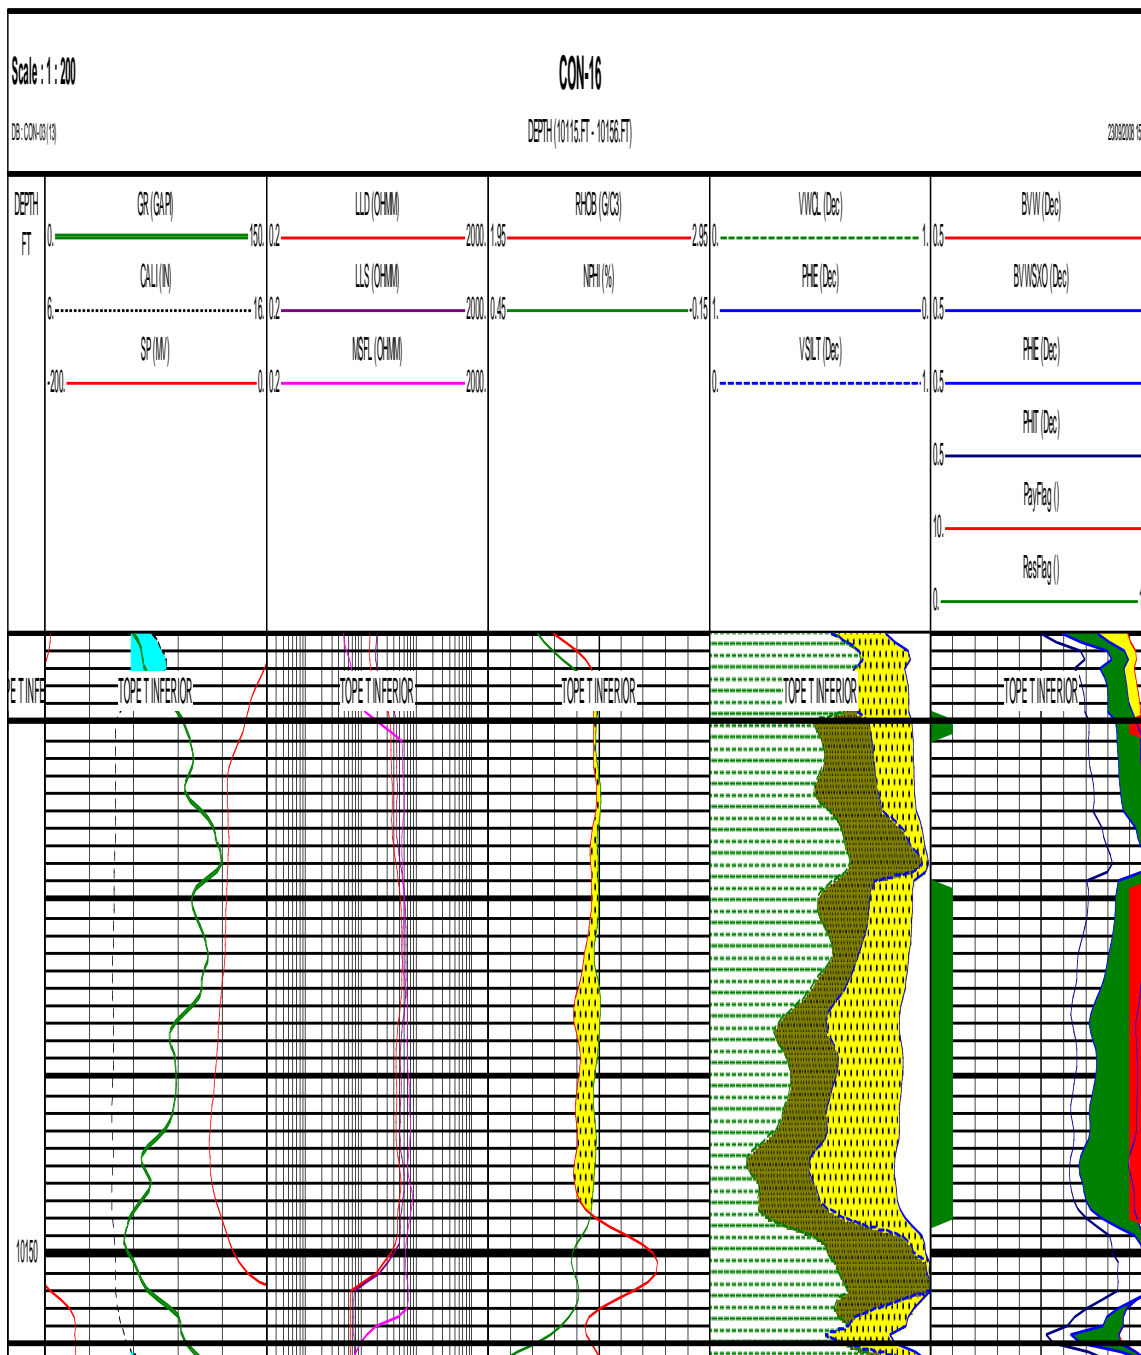 Scale : 1 : 200
CON-16
DB : CON-03 (13)
DEPTH (10115.FT - 10156.FT)
DEPTH
FT
GR (GAPI)
0. 150.
CALI (IN)
6. 16.
SP (MV)
-200. 0.
LLD (OHMM)
0.2 2000.
LLS (OHMM)
0.2 2000.
MSFL (OHMM)
0.2 2000.
RHOB (G/C3)
1.95 2.95
NPHI (%)
0.45 -0.15
VWCL (Dec)
0. 1.
PHIE (Dec)
1. 0.
VSILT (Dec)
0. 1.
BVW (Dec)
0.5
BVWSXO (Dec)
0.5
PHIE (Dec)
0.5
PHIT (Dec)
0.5
PayFlag ()
10.
ResFlag ()
0. 1
PE T INFE
TOPE T INFERIOR
TOPE T INFERIOR
TOPE T INFERIOR
TOPE T INFERIOR
TOPE T INFERIOR
10150